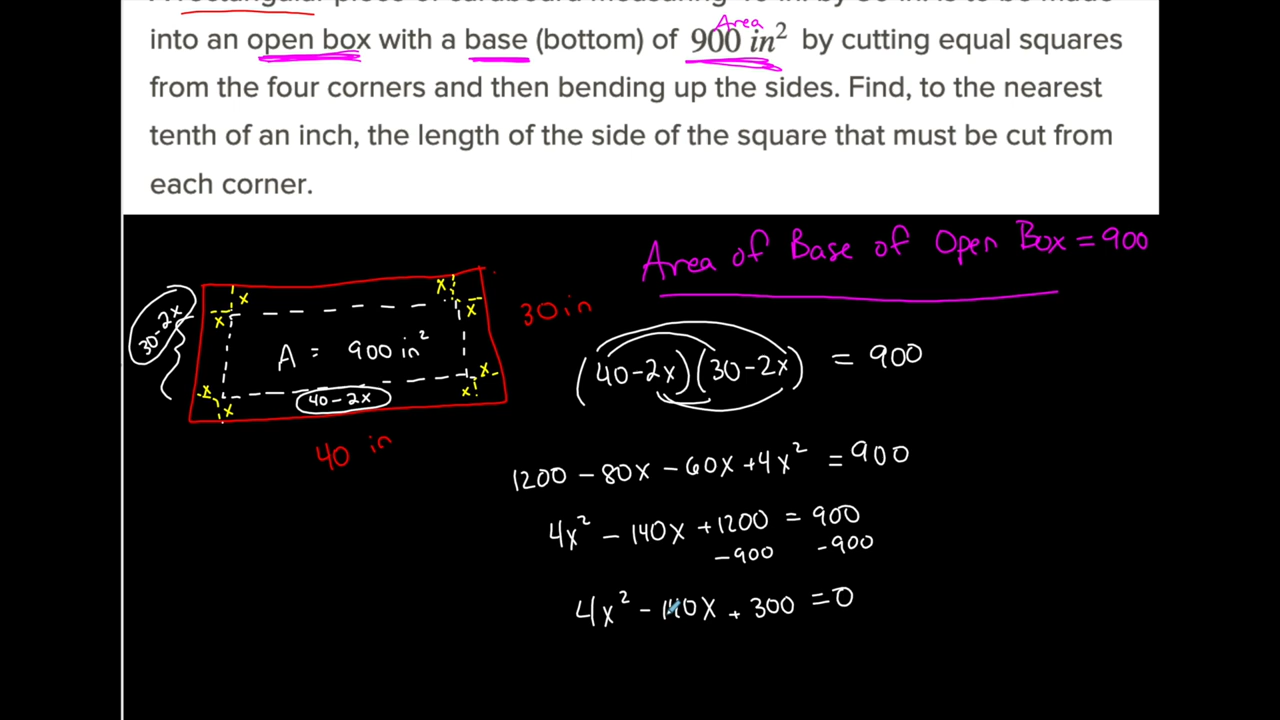 Area
into an open box with a base (bottom) of 900 in² by cutting equal squares
from the four corners and then bending up the sides. Find, to the nearest
tenth of an inch, the length of the side of the square that must be cut from
each corner.
Area of Base of Open Box = 900
x x x x
30-2x
A = 900 in²
30 in
(40-2x)(30-2x) = 900
x x x x
40-2x
40 in
1200 - 80x - 60x + 4x² = 900
4x² - 140x + 1200 = 900
-900 -900
4x² - 140x + 300 = 0